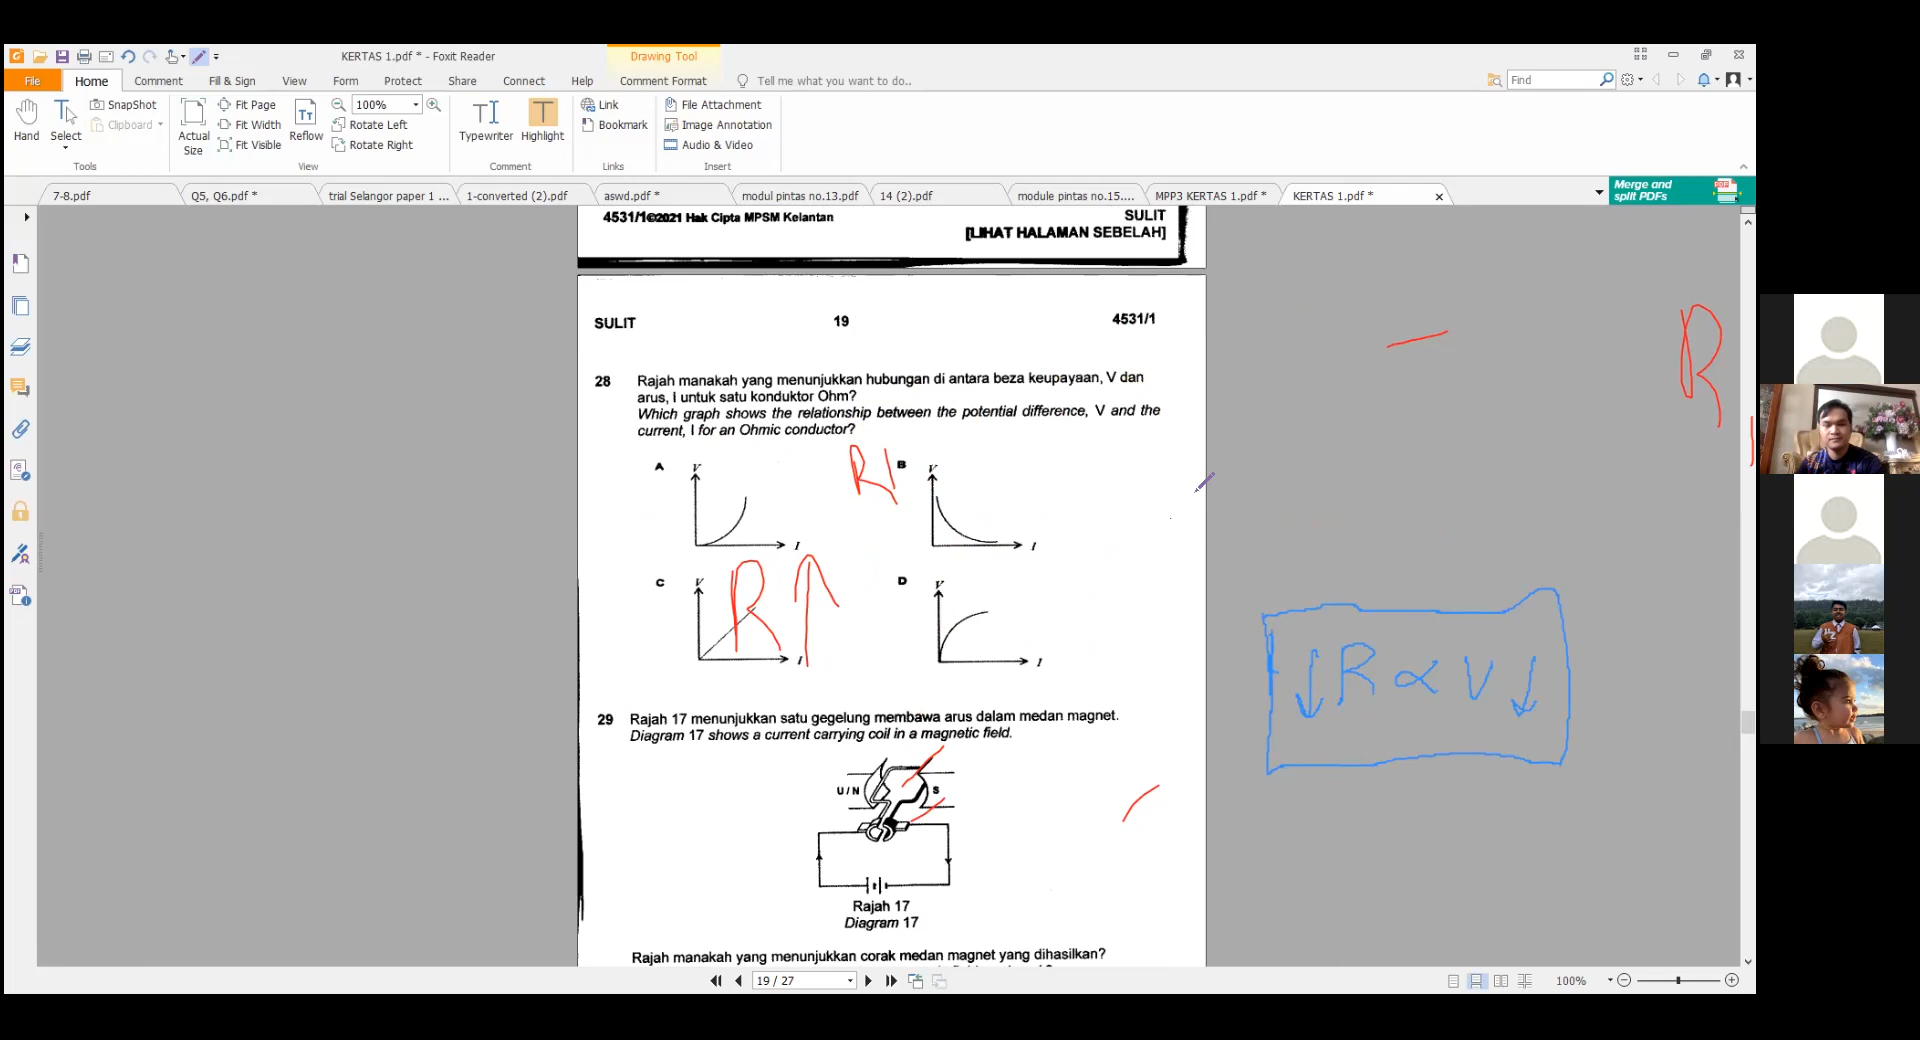 KERTAS 1.pdf * - Foxit Reader
Drawing Tool
File Home Comment Fill & Sign View Form Protect Share Connect Help Comment Format Tell me what you want to do.. Find
Hand
Select
SnapShot
Clipboard
Tools
Actual Size
Fit Page
Fit Width
Fit Visible
Reflow
100%
Rotate Left
Rotate Right
View
Typewriter
Highlight
Comment
Link
Bookmark
Links
File Attachment
Image Annotation
Audio & Video
Insert
7-8.pdf Q5, Q6.pdf * trial Selangor paper 1 ... 1-converted (2).pdf aswd.pdf * modul pintas no.13.pdf 14 (2).pdf module pintas no.15.... MPP3 KERTAS 1.pdf * KERTAS 1.pdf *
Merge and
split PDFs
4531/1©2021 Hak Cipta MPSM Kelantan SULIT
[LIHAT HALAMAN SEBELAH]
SULIT 19 4531/1
28 Rajah manakah yang menunjukkan hubungan di antara beza keupayaan, V dan
arus, I untuk satu konduktor Ohm?
Which graph shows the relationship between the potential difference, V and the
current, I for an Ohmic conductor?
A V I
B V I
C V I
D V I
R
R
R
↓ R ∝ V ↓
29 Rajah 17 menunjukkan satu gegelung membawa arus dalam medan magnet.
Diagram 17 shows a current carrying coil in a magnetic field.
U/N S
Rajah 17
Diagram 17
Rajah manakah yang menunjukkan corak medan magnet yang dihasilkan?
19 / 27
100%